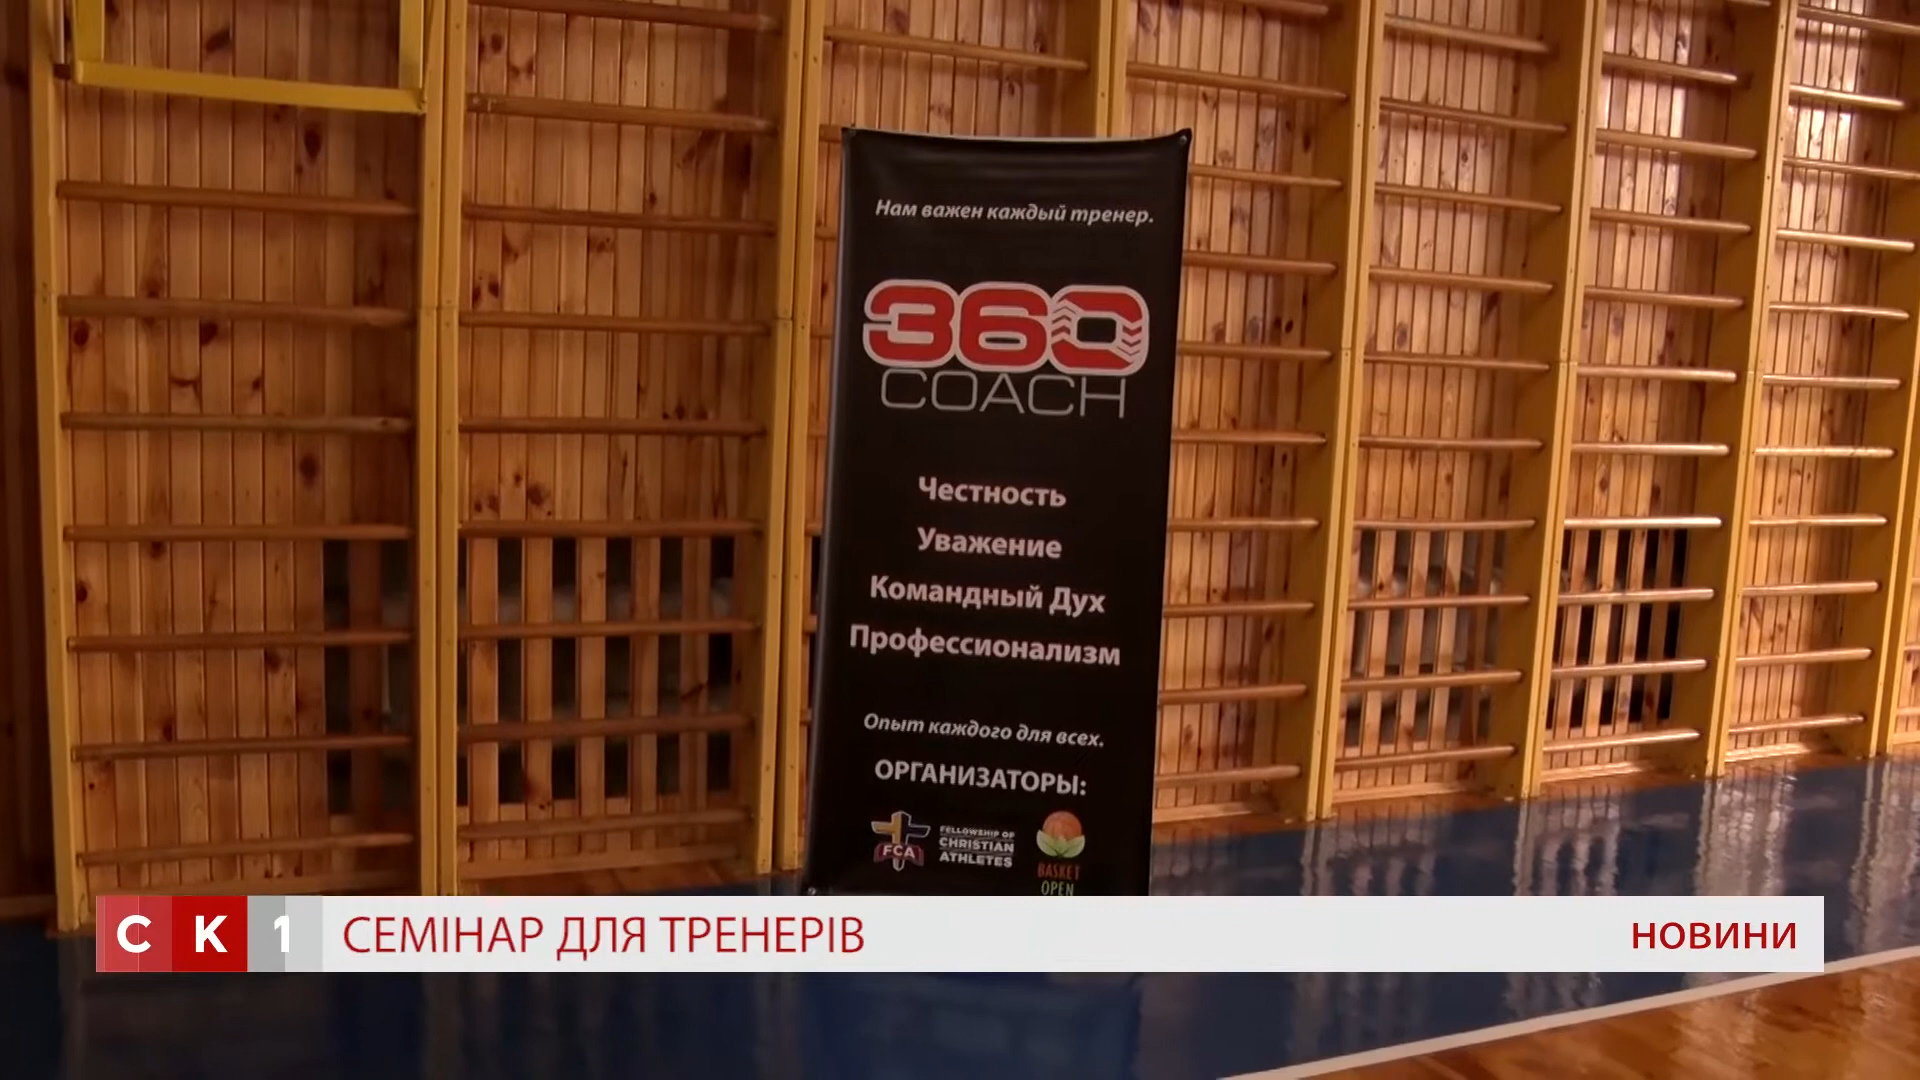 Нам важен каждый тренер.
360
COACH
Честность
Уважение
Командный Дух
Профессионализм
Опыт каждого для всех.
ОРГАНИЗАТОРЫ:
FCA
FELLOWSHIP OF
CHRISTIAN
ATHLETES
BASKET
OPEN
СК1 СЕМІНАР ДЛЯ ТРЕНЕРІВ НОВИНИ